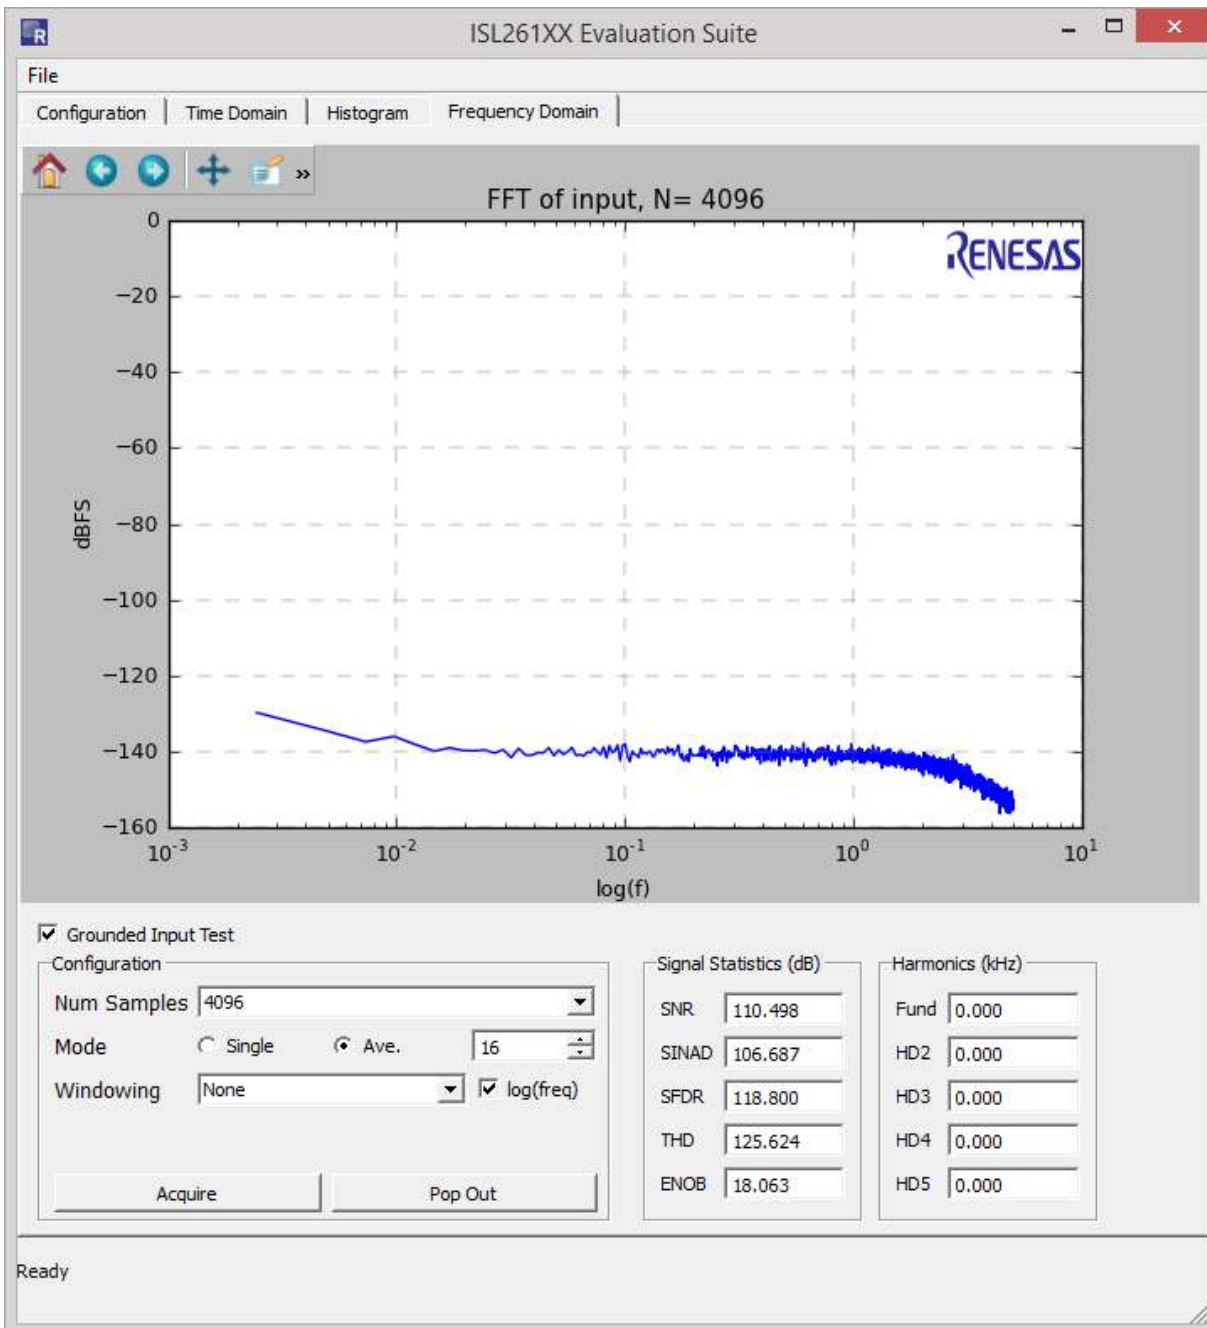 R
ISL261XX Evaluation Suite
File
Configuration Time Domain Histogram Frequency Domain
»
FFT of input, N= 4096
RENESAS
0
−20
−40
−60
−80
−100
−120
−140
−160
dBFS
10^-3 10^-2 10^-1 10^0 10^1
log(f)
Grounded Input Test
Configuration
Num Samples 4096
Mode Single Ave. 16
Windowing None log(freq)
Acquire Pop Out
Signal Statistics (dB)
SNR 110.498
SINAD 106.687
SFDR 118.800
THD 125.624
ENOB 18.063
Harmonics (kHz)
Fund 0.000
HD2 0.000
HD3 0.000
HD4 0.000
HD5 0.000
Ready